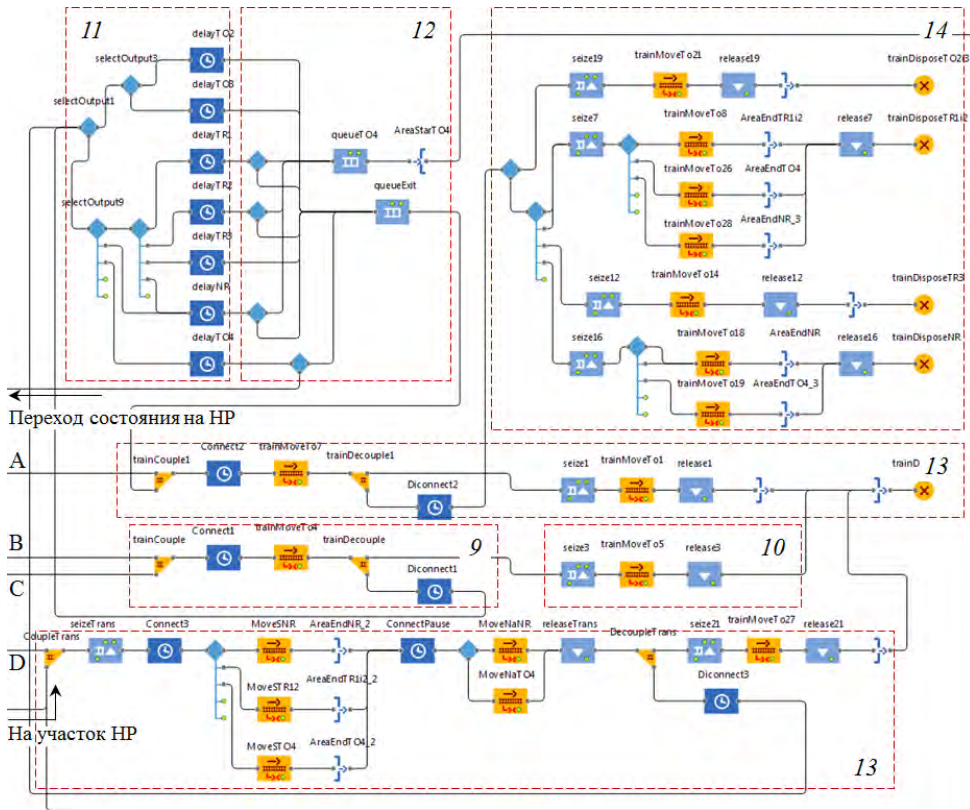 11
12
14
delayTO2
selectOutput3
delayTO3
selectOutput1
delayTR1
queueTO4
AreaStarTO4
delayTR2
queueExit
selectOutput9
delayTR3
delayNR
delayTO4
seize19
trainMoveTo21
release19
trainDisposeTO2i3
seize7
trainMoveTo8
AreaEndTR1i2
release7
trainDisposeTR1i2
trainMoveTo26
AreaEndTO4
trainMoveTo28
AreaEndNR_3
seize12
trainMoveTo14
release12
trainDisposeTR3
seize16
trainMoveTo18
AreaEndNR
release16
trainDisposeNR
trainMoveTo19
AreaEndTO4_3
Переход состояния на НР
A
trainCouple1
Connect2
trainMoveTo7
trainDecouple1
Diconnect2
seize1
trainMoveTo1
release1
trainD
13
B
C
trainCouple
Connect1
trainMoveTo4
trainDecouple
Diconnect1
9
seize3
trainMoveTo5
release3
10
D
CoupleTrans
seizeTrans
Connect3
MoveSNR
AreaEndNR_2
ConnectPause
MoveNaNR
releaseTrans
DecoupleTrans
seize21
trainMoveTo27
release21
MoveSTR12
AreaEndTR1i2_2
MoveNaTO4
Diconnect3
На участок НР
MoveSTO4
AreaEndTO4_2
13